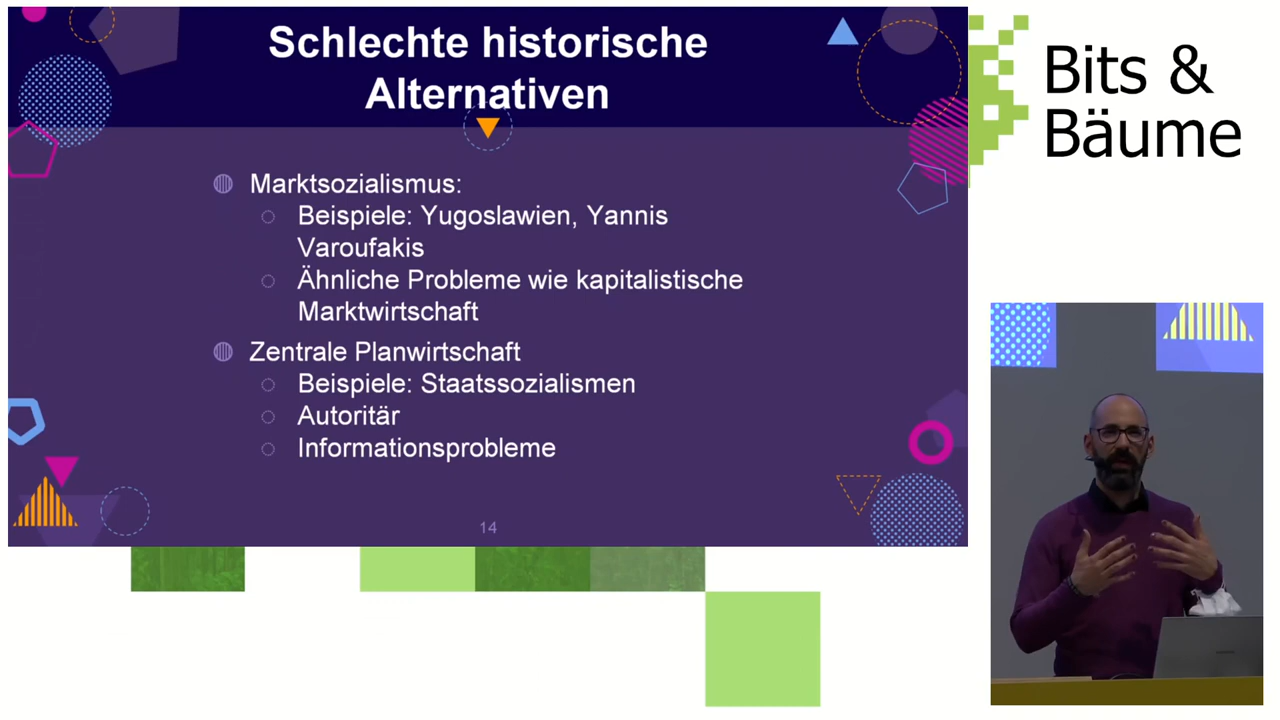 Schlechte historische
Alternativen
Marktsozialismus:
Beispiele: Yugoslawien, Yannis
Varoufakis
Ähnliche Probleme wie kapitalistische
Marktwirtschaft
Zentrale Planwirtschaft
Beispiele: Staatssozialismen
Autoritär
Informationsprobleme
14
Bits &
Bäume